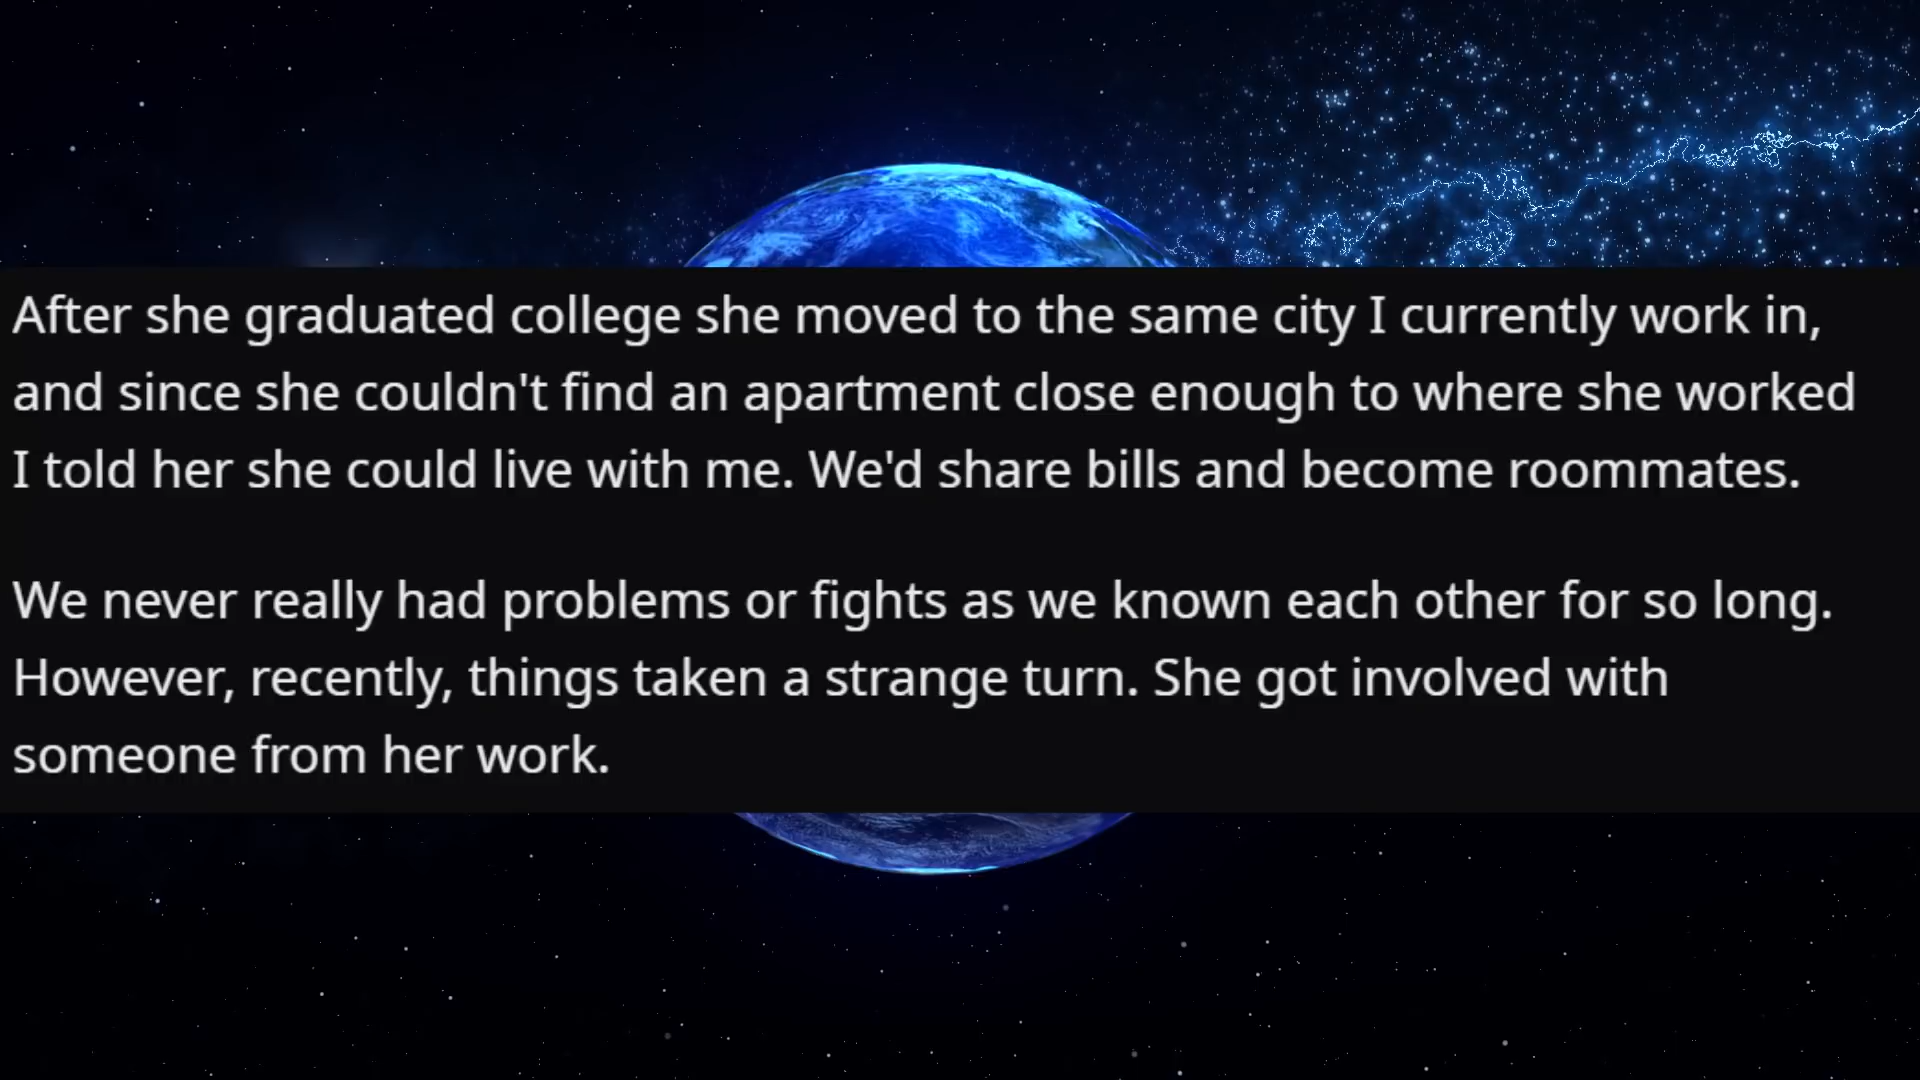 After she graduated college she moved to the same city I currently work in,
and since she couldn't find an apartment close enough to where she worked
I told her she could live with me. We'd share bills and become roommates.
We never really had problems or fights as we known each other for so long.
However, recently, things taken a strange turn. She got involved with
someone from her work.